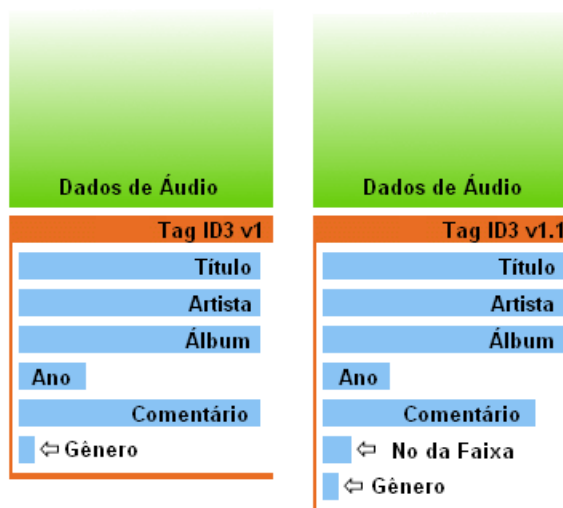 Dados de Áudio
Tag ID3 v1
Título
Artista
Álbum
Ano
Comentário
⇦ Gênero
Dados de Áudio
Tag ID3 v1.1
Título
Artista
Álbum
Ano
Comentário
⇦ No da Faixa
⇦ Gênero